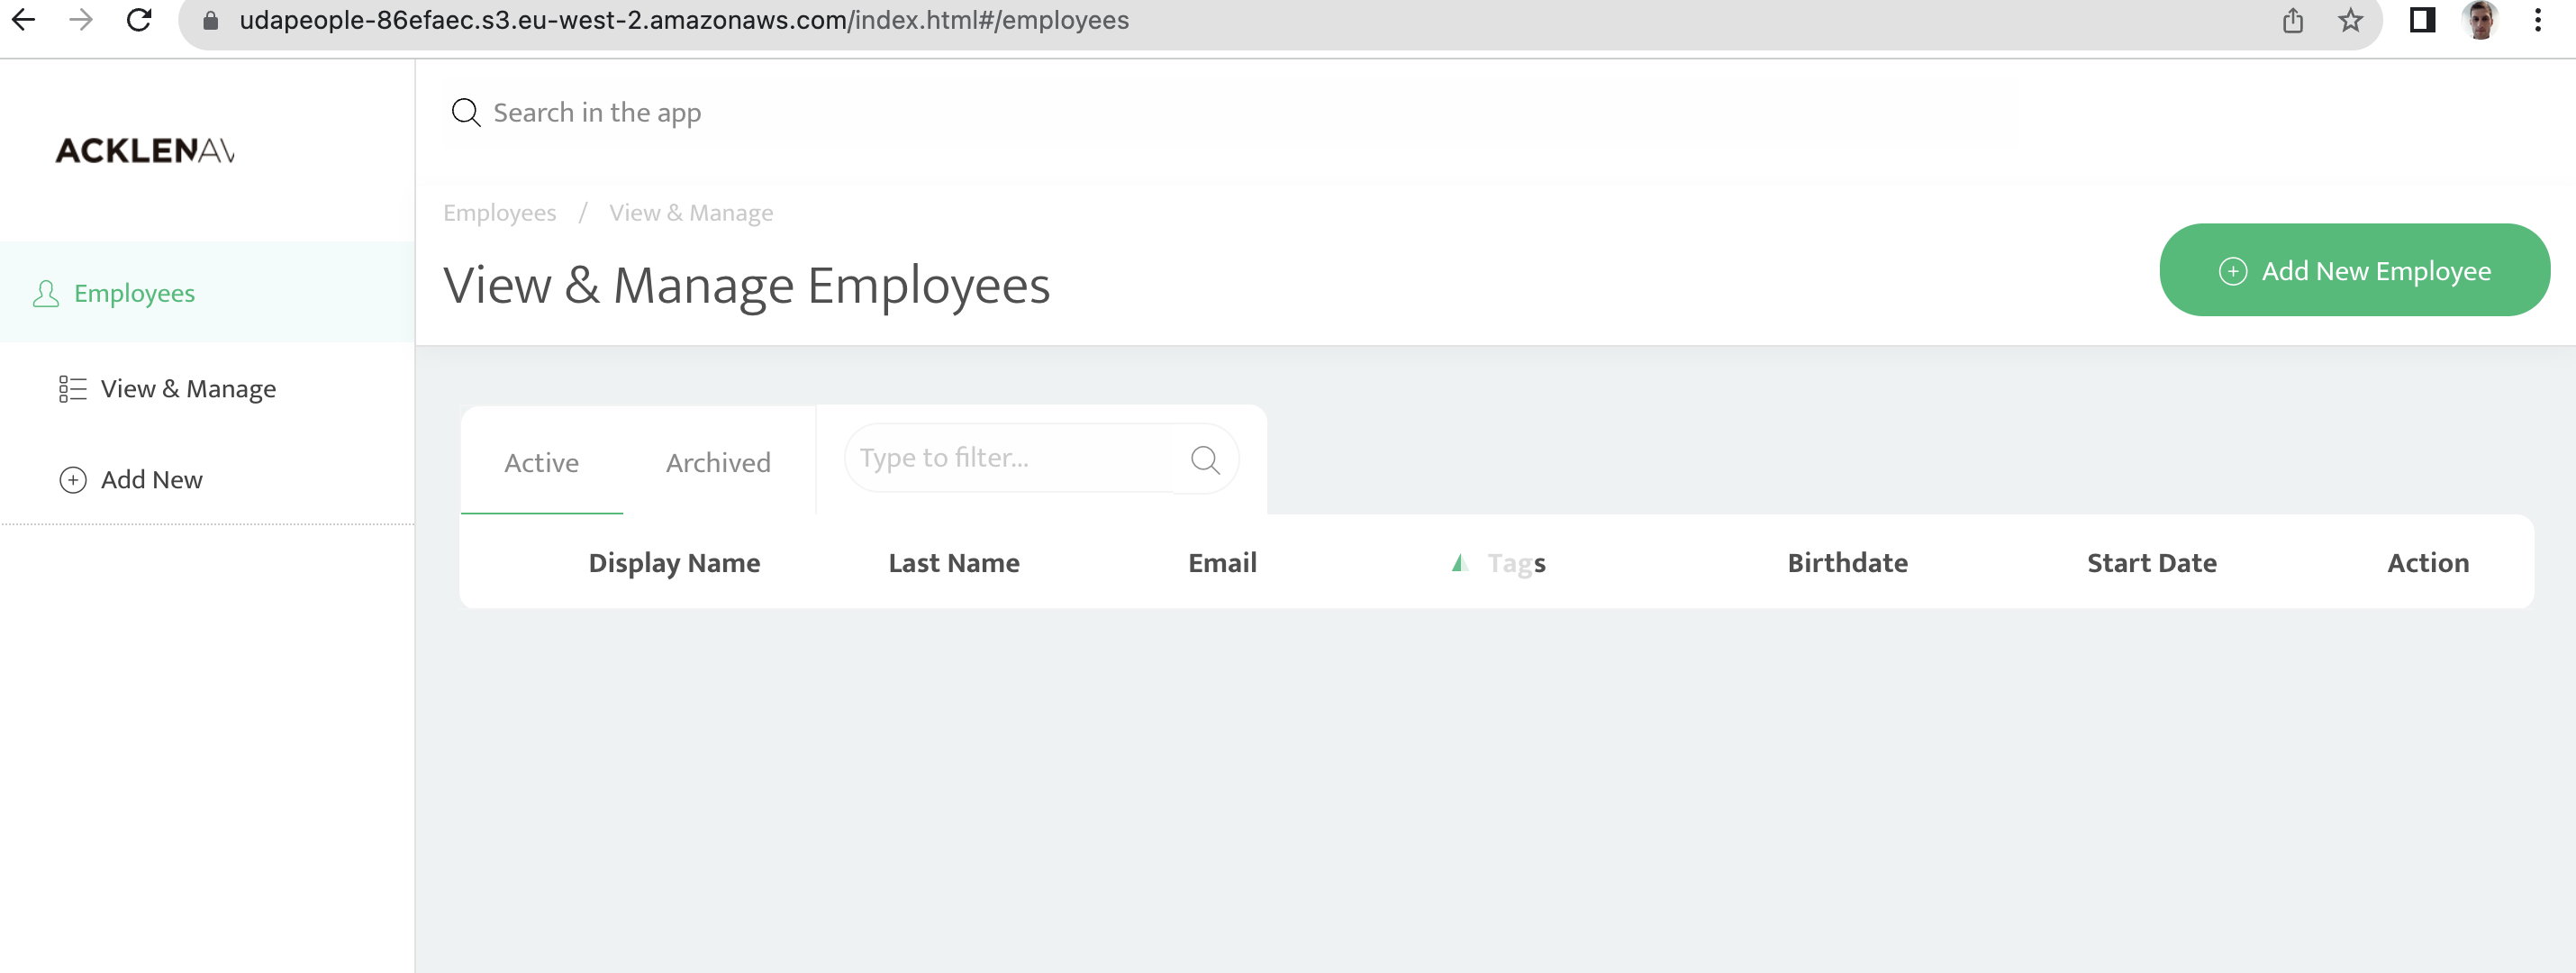 udapeople-86efaec.s3.eu-west-2.amazonaws.com/index.html#/employees
Search in the app
ACKLENAV
Employees / View & Manage
View & Manage Employees
Add New Employee
Employees
View & Manage
Add New
Active Archived Type to filter...
Display Name Last Name Email Tags Birthdate Start Date Action